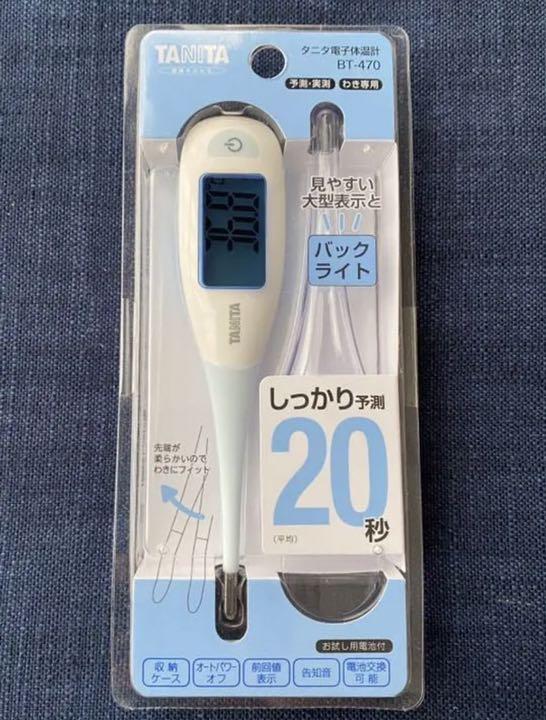 TANITA
タニタ電子体温計
BT-470
予測・実測 わき専用
見やすい
大型表示と
バック
ライト
TANITA
しっかり予測
20秒
(平均)
先端が
柔らかいので
わきにフィット
お試し用電池付
収納
ケース
オートパワー
オフ
前回値
表示
告知音
電池交換
可能